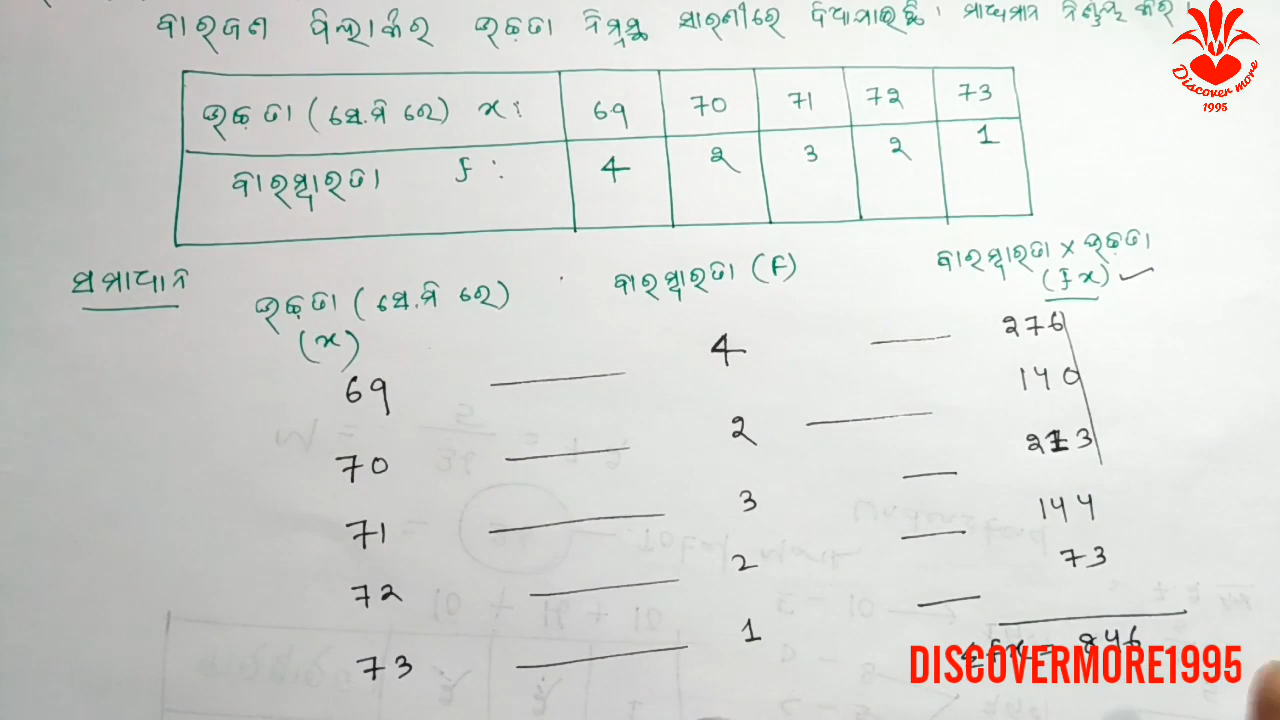 ବାରଜଣ ପିଲାଙ୍କର ଉଚ୍ଚତା ନିମ୍ନସ୍ଥ ସାରଣୀରେ ଦିଆଯାଇଛି । ମାଧ୍ୟମାନ ନିର୍ଣ୍ଣୟ କର ।
Discover more
1995
ଉଚ୍ଚତା (ସେ.ମି ରେ) x: 69 70 71 72 73
ବାରମ୍ବାରତା f: 4 2 3 2 1
ସମାଧାନ
ଉଚ୍ଚତା (ସେ.ମି ରେ) ବାରମ୍ବାରତା (F) ବାରମ୍ବାରତା x ଉଚ୍ଚତା
(x) (fx) ✓
69 — 4 — 276
70 — 2 — 140
71 — 3 — 213
72 — 2 — 144
73 — 1 — 73
846
DISCOVERMORE1995